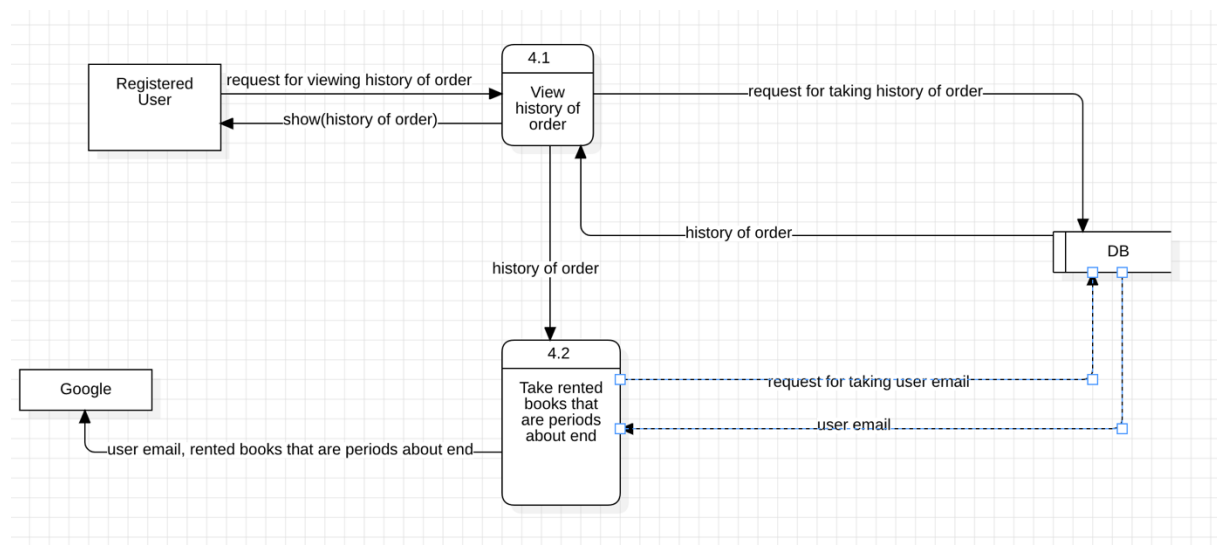 4.1
Registered
User
request for viewing history of order
View
history of
order
request for taking history of order
show(history of order)
history of order
DB
history of order
4.2
Google
Take rented
books that
are periods
about end
request for taking user email
user email
user email, rented books that are periods about end